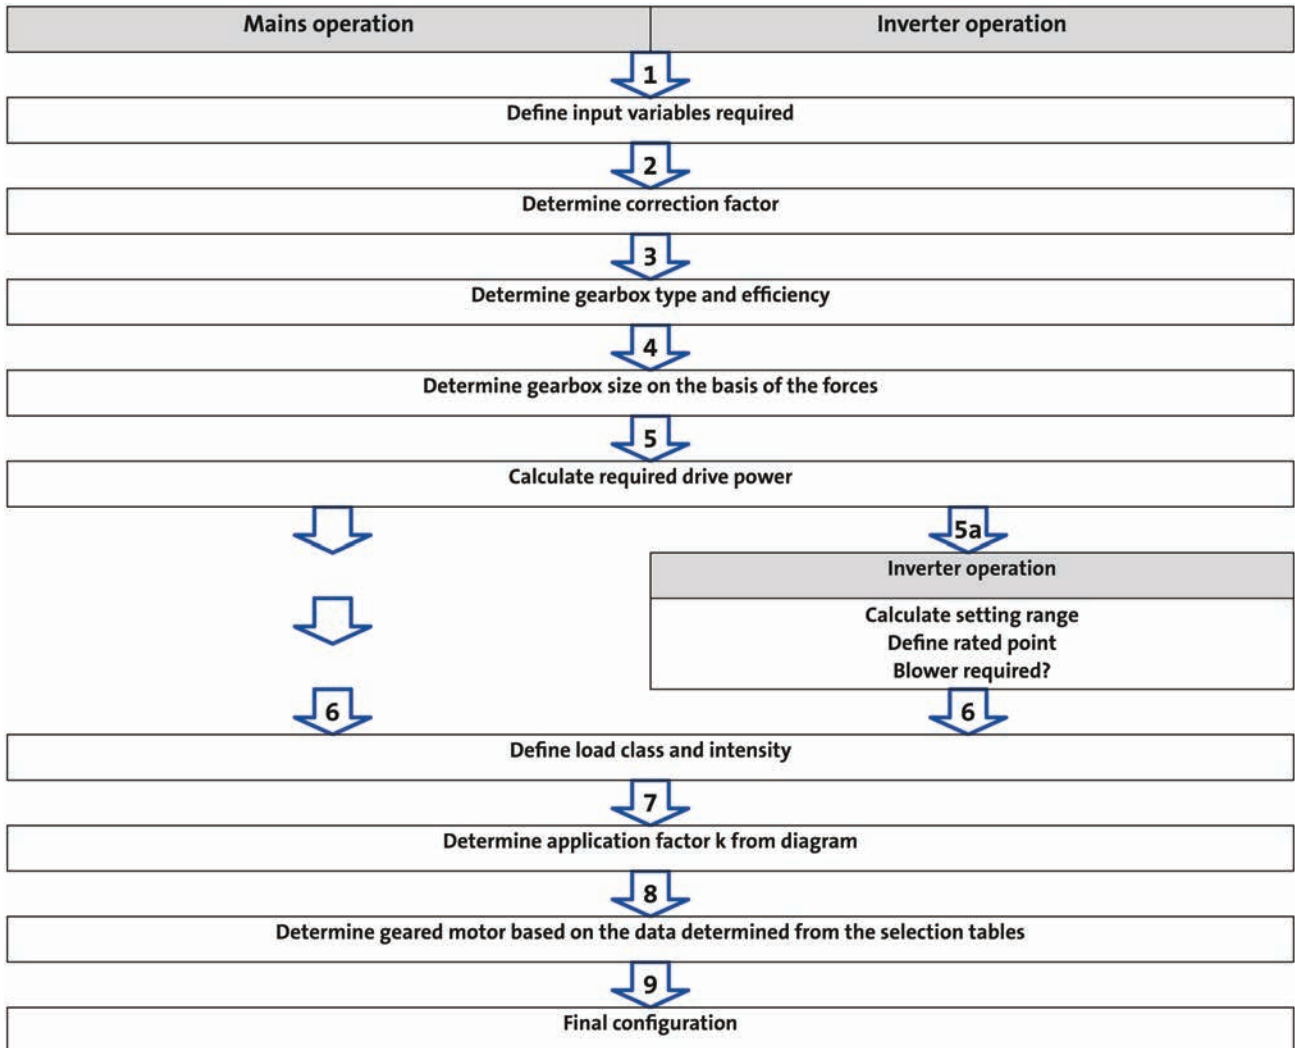 Mains operation
Inverter operation
1
Define input variables required
2
Determine correction factor
3
Determine gearbox type and efficiency
4
Determine gearbox size on the basis of the forces
5
Calculate required drive power
5a
Inverter operation
Calculate setting range
Define rated point
Blower required?
6
6
Define load class and intensity
7
Determine application factor k from diagram
8
Determine geared motor based on the data determined from the selection tables
9
Final configuration